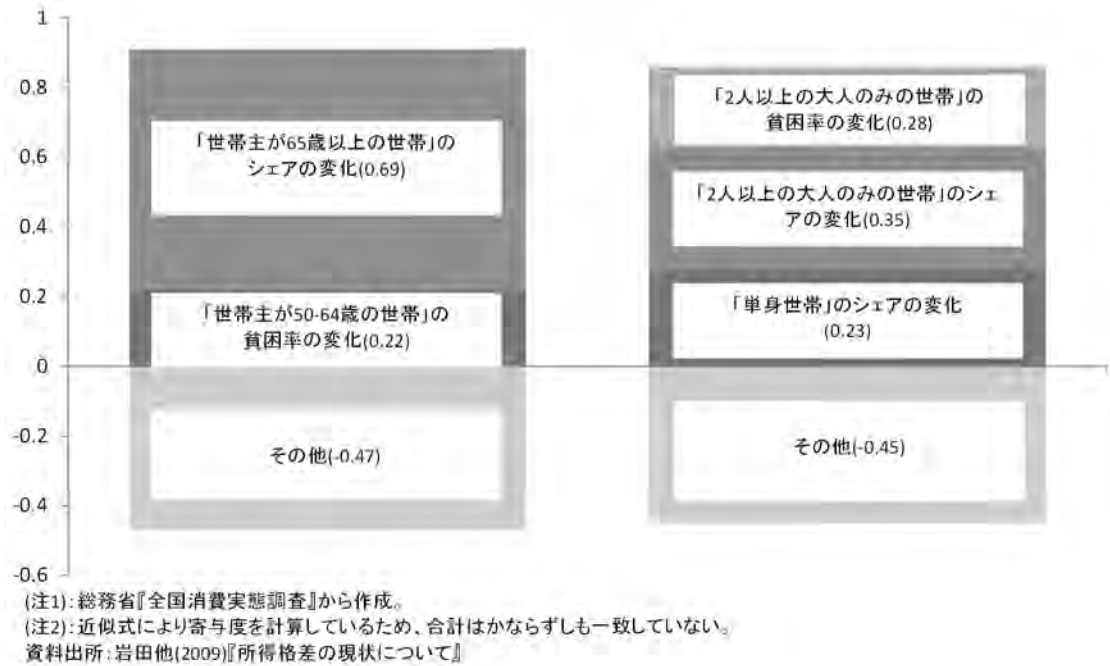 1
0.8
0.6
0.4
0.2
0
-0.2
-0.4
-0.6
「世帯主が65歳以上の世帯」の
シェアの変化(0.69)
「世帯主が50-64歳の世帯」の
貧困率の変化(0.22)
その他(-0.47)
「2人以上の大人のみの世帯」の
貧困率の変化(0.28)
「2人以上の大人のみの世帯」のシェ
アの変化(0.35)
「単身世帯」のシェアの変化
(0.23)
その他(-0.45)
(注1):総務省『全国消費実態調査』から作成。
(注2):近似式により寄与度を計算しているため、合計はかならずしも一致していない。
資料出所:岩田他(2009)『所得格差の現状について』